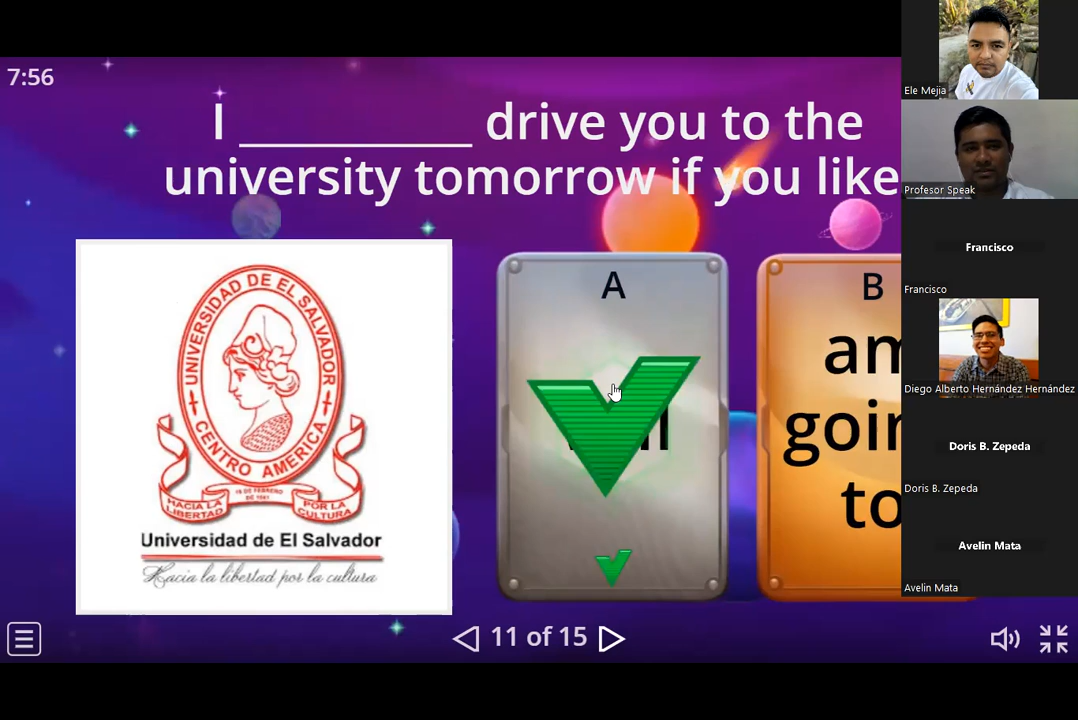 7:56
I __________ drive you to the
university tomorrow if you like
UNIVERSIDAD DE EL SALVADOR
CENTRO AMERICA
HACIA LA LIBERTAD
POR LA CULTURA
Universidad de El Salvador
Hacia la libertad por la cultura
A
B
am
going
to
11 of 15
Ele Mejia
Profesor Speak
Francisco
Francisco
Diego Alberto Hernández Hernández
Doris B. Zepeda
Doris B. Zepeda
Avelin Mata
Avelin Mata